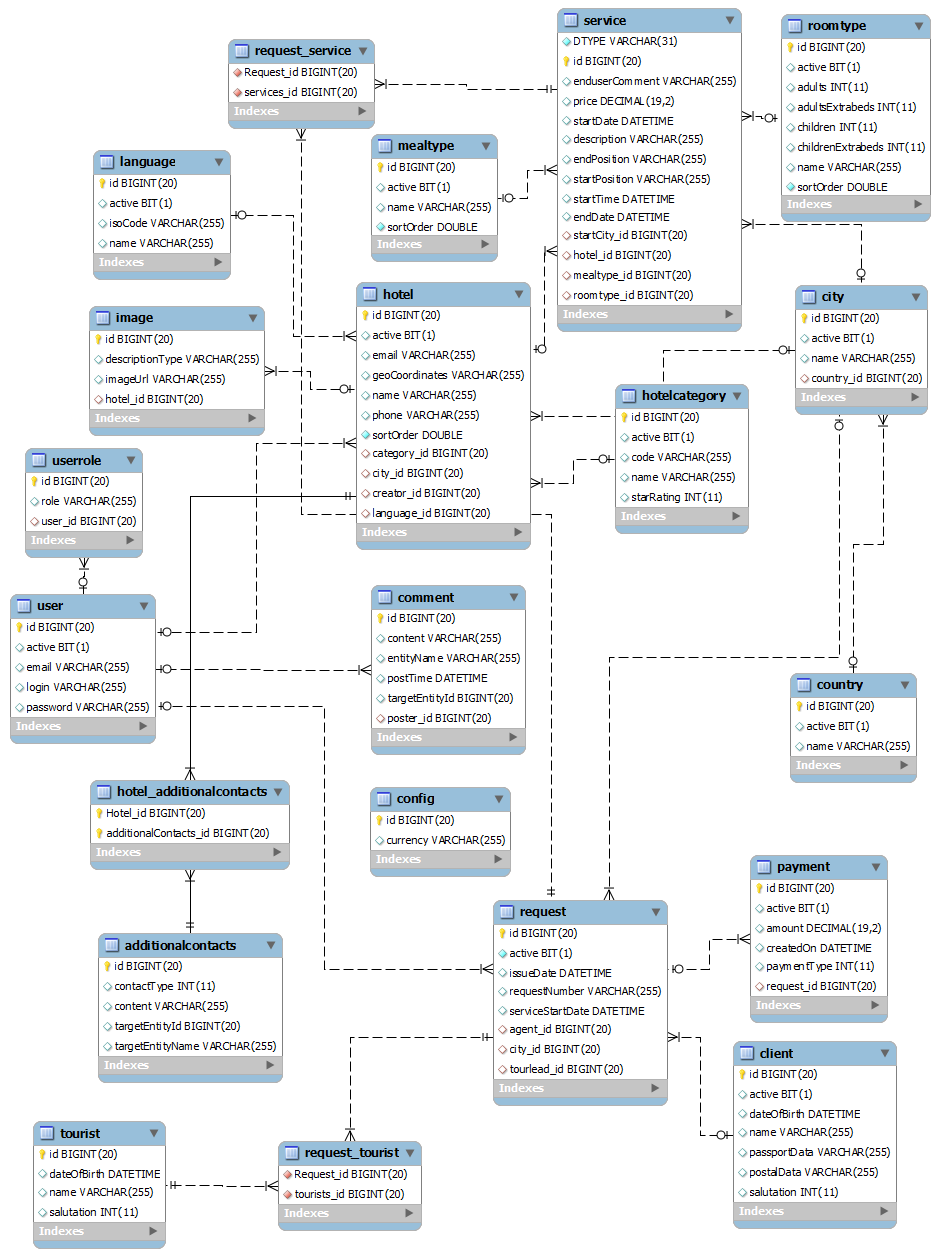 service
DTYPE VARCHAR(31)
id BIGINT(20)
enduserComment VARCHAR(255)
price DECIMAL(19,2)
startDate DATETIME
description VARCHAR(255)
endPosition VARCHAR(255)
startPosition VARCHAR(255)
startTime DATETIME
endDate DATETIME
startCity_id BIGINT(20)
hotel_id BIGINT(20)
mealtype_id BIGINT(20)
roomtype_id BIGINT(20)
Indexes
roomtype
id BIGINT(20)
active BIT(1)
adults INT(11)
adultsExtrabeds INT(11)
children INT(11)
childrenExtrabeds INT(11)
name VARCHAR(255)
sortOrder DOUBLE
Indexes
request_service
Request_id BIGINT(20)
services_id BIGINT(20)
Indexes
mealtype
id BIGINT(20)
active BIT(1)
name VARCHAR(255)
sortOrder DOUBLE
Indexes
language
id BIGINT(20)
active BIT(1)
isoCode VARCHAR(255)
name VARCHAR(255)
Indexes
hotel
id BIGINT(20)
active BIT(1)
email VARCHAR(255)
geoCoordinates VARCHAR(255)
name VARCHAR(255)
phone VARCHAR(255)
sortOrder DOUBLE
category_id BIGINT(20)
city_id BIGINT(20)
creator_id BIGINT(20)
language_id BIGINT(20)
Indexes
city
id BIGINT(20)
active BIT(1)
name VARCHAR(255)
country_id BIGINT(20)
Indexes
image
id BIGINT(20)
descriptionType VARCHAR(255)
imageUrl VARCHAR(255)
hotel_id BIGINT(20)
Indexes
hotelcategory
id BIGINT(20)
active BIT(1)
code VARCHAR(255)
name VARCHAR(255)
starRating INT(11)
Indexes
userrole
id BIGINT(20)
role VARCHAR(255)
user_id BIGINT(20)
Indexes
user
id BIGINT(20)
active BIT(1)
email VARCHAR(255)
login VARCHAR(255)
password VARCHAR(255)
Indexes
comment
id BIGINT(20)
content VARCHAR(255)
entityName VARCHAR(255)
postTime DATETIME
targetEntityId BIGINT(20)
poster_id BIGINT(20)
Indexes
country
id BIGINT(20)
active BIT(1)
name VARCHAR(255)
Indexes
hotel_additionalcontacts
Hotel_id BIGINT(20)
additionalContacts_id BIGINT(20)
Indexes
config
id BIGINT(20)
currency VARCHAR(255)
Indexes
payment
id BIGINT(20)
active BIT(1)
amount DECIMAL(19,2)
createdOn DATETIME
paymentType INT(11)
request_id BIGINT(20)
Indexes
request
id BIGINT(20)
active BIT(1)
issueDate DATETIME
requestNumber VARCHAR(255)
serviceStartDate DATETIME
agent_id BIGINT(20)
city_id BIGINT(20)
tourlead_id BIGINT(20)
Indexes
additionalcontacts
id BIGINT(20)
contactType INT(11)
content VARCHAR(255)
targetEntityId BIGINT(20)
targetEntityName VARCHAR(255)
Indexes
client
id BIGINT(20)
active BIT(1)
dateOfBirth DATETIME
name VARCHAR(255)
passportData VARCHAR(255)
postalData VARCHAR(255)
salutation INT(11)
Indexes
tourist
id BIGINT(20)
dateOfBirth DATETIME
name VARCHAR(255)
salutation INT(11)
Indexes
request_tourist
Request_id BIGINT(20)
tourists_id BIGINT(20)
Indexes